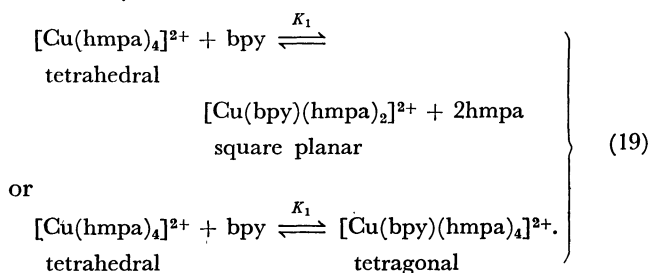 [Cu(hmpa)₄]²⁺ + bpy ⇌ K₁
tetrahedral
[Cu(bpy)(hmpa)₂]²⁺ + 2hmpa
square planar
(19)
or
[Cu(hmpa)₄]²⁺ + bpy ⇌ K₁ [Cu(bpy)(hmpa)₄]²⁺.
tetrahedral tetragonal